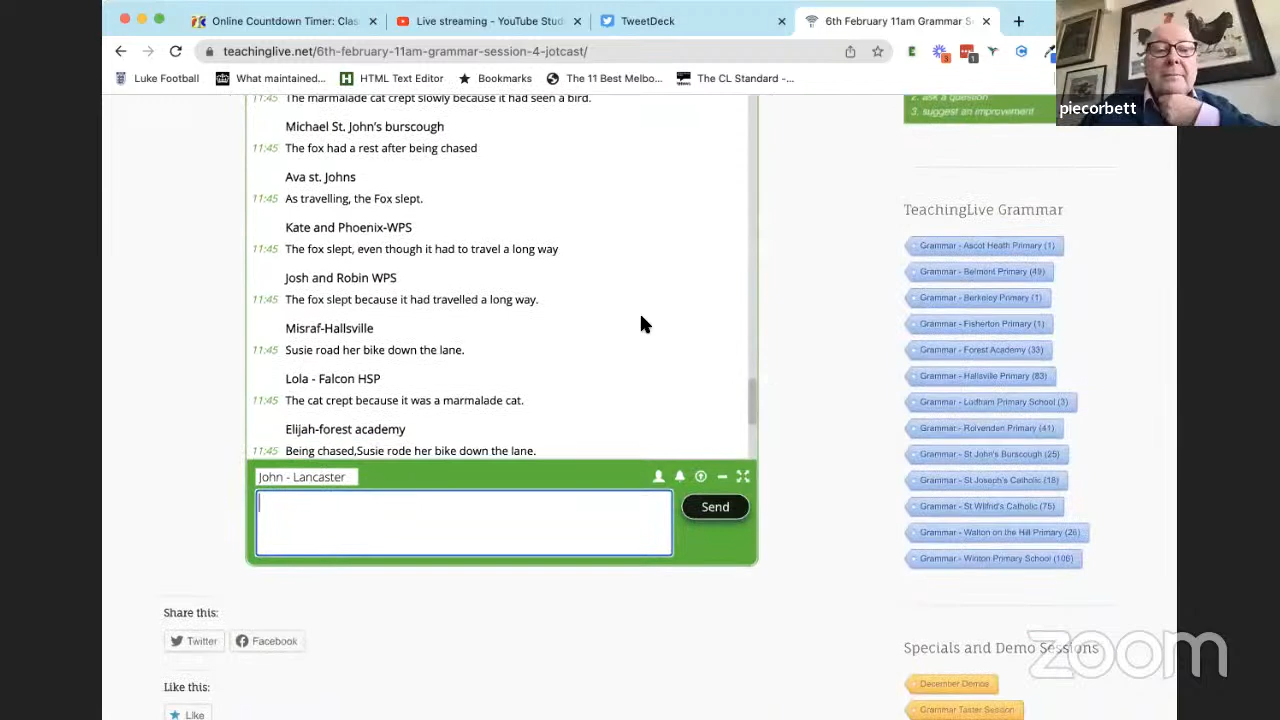 Online Countdown Timer: Clas
Live streaming - YouTube Stud
TweetDeck
6th February 11am Grammar S
teachinglive.net/6th-february-11am-grammar-session-4-jotcast/
3
1
Luke Football
What maintained...
HTML Text Editor
Bookmarks
The 11 Best Melbo...
The CL Standard -...
piecorbett
11:45 The marmalade cat crept slowly because it had seen a bird.
Michael St. John's burscough
11:45 The fox had a rest after being chased
Ava st. Johns
11:45 As travelling, the Fox slept.
Kate and Phoenix-WPS
11:45 The fox slept, even though it had to travel a long way
Josh and Robin WPS
11:45 The fox slept because it had travelled a long way.
Misraf-Hallsville
11:45 Susie road her bike down the lane.
Lola - Falcon HSP
11:45 The cat crept because it was a marmalade cat.
Elijah-forest academy
11:45 Being chased,Susie rode her bike down the lane.
John - Lancaster
Send
Share this:
Twitter
Facebook
Like this:
Like
2. ask a question
3. suggest an improvement
TeachingLive Grammar
Grammar - Ascot Heath Primary (1)
Grammar - Belmont Primary (49)
Grammar - Berkeley Primary (1)
Grammar - Fisherton Primary (1)
Grammar - Forest Academy (33)
Grammar - Hallsville Primary (83)
Grammar - Ludham Primary School (3)
Grammar - Rolvenden Primary (41)
Grammar - St John's Burscough (25)
Grammar - St Joseph's Catholic (18)
Grammar - St Wilfrid's Catholic (75)
Grammar - Walton on the Hill Primary (26)
Grammar - Winton Primary School (106)
Specials and Demo Sessions
December Demos
Grammar Taster Session
zoom